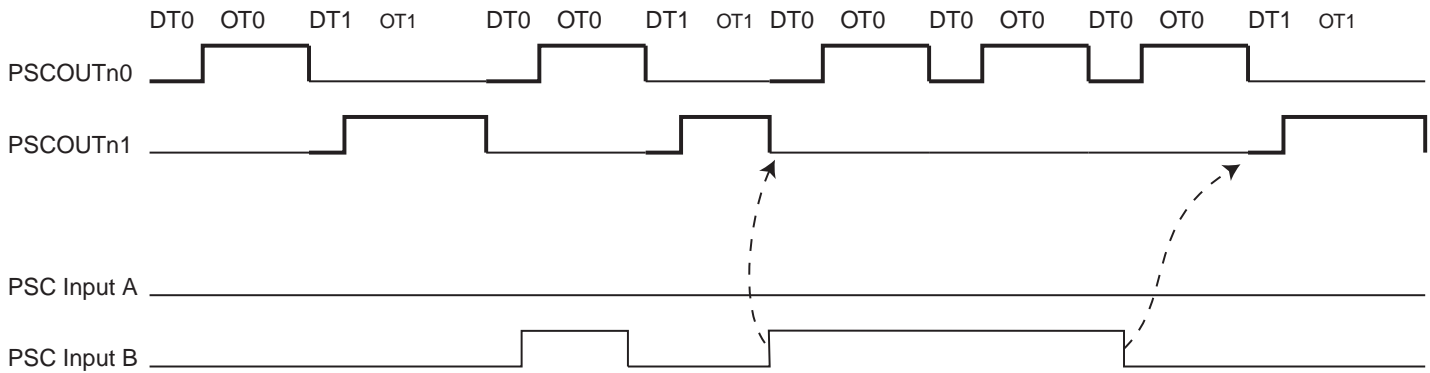 DT0 OT0 DT1 OT1 DT0 OT0 DT1 OT1 DT0 OT0 DT0 OT0 DT0 OT0 DT1 OT1
PSCOUTn0
PSCOUTn1
PSC Input A
PSC Input B